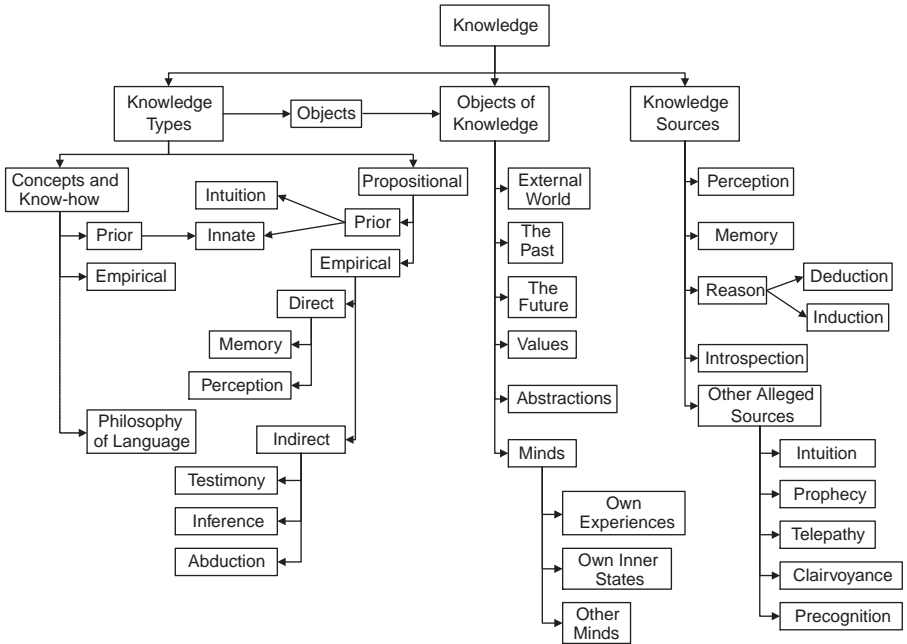 Knowledge
Knowledge
Types
Objects
Objects of
Knowledge
Knowledge
Sources
Concepts and
Know-how
Prior
Empirical
Philosophy
of Language
Intuition
Innate
Propositional
Prior
Empirical
Direct
Memory
Perception
Indirect
Testimony
Inference
Abduction
External
World
The
Past
The
Future
Values
Abstractions
Minds
Own
Experiences
Own Inner
States
Other
Minds
Perception
Memory
Reason
Deduction
Induction
Introspection
Other Alleged
Sources
Intuition
Prophecy
Telepathy
Clairvoyance
Precognition